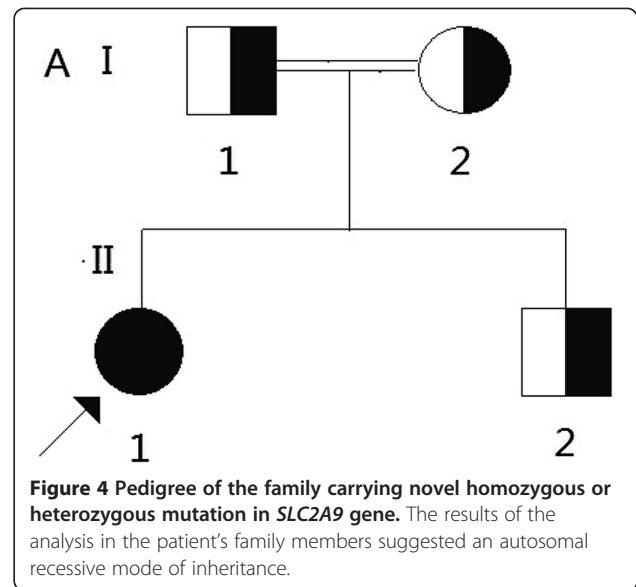 A I
1 2
·II
1 2
Figure 4 Pedigree of the family carrying novel homozygous or
heterozygous mutation in SLC2A9 gene. The results of the
analysis in the patient's family members suggested an autosomal
recessive mode of inheritance.